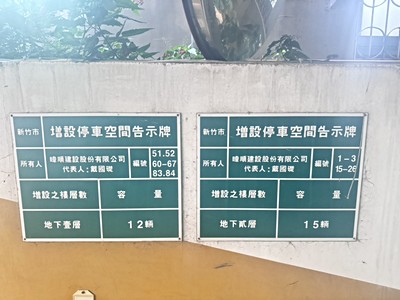 新竹市 增設停車空間告示牌
所有人 暐順建設股份有限公司 代表人:戴國礎 編號 51.52 60-67 83.84
增設之樓層數 容量
地下壹層 12輛
新竹市 增設停車空間告示牌
所有人 暐順建設股份有限公司 代表人:戴國礎 編號 1-3 15-26
增設之樓層數 容量
地下貳層 15輛